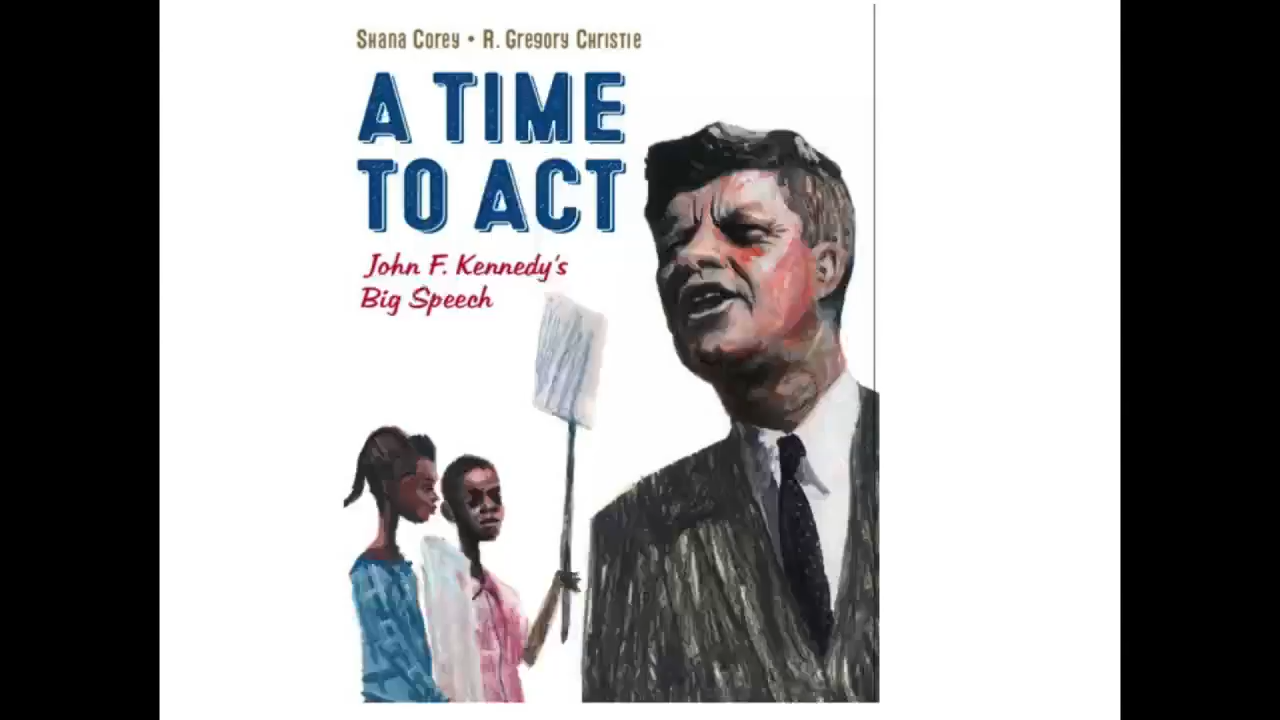 Shana Corey • R. Gregory Christie
A TIME
TO ACT
John F. Kennedy's
Big Speech